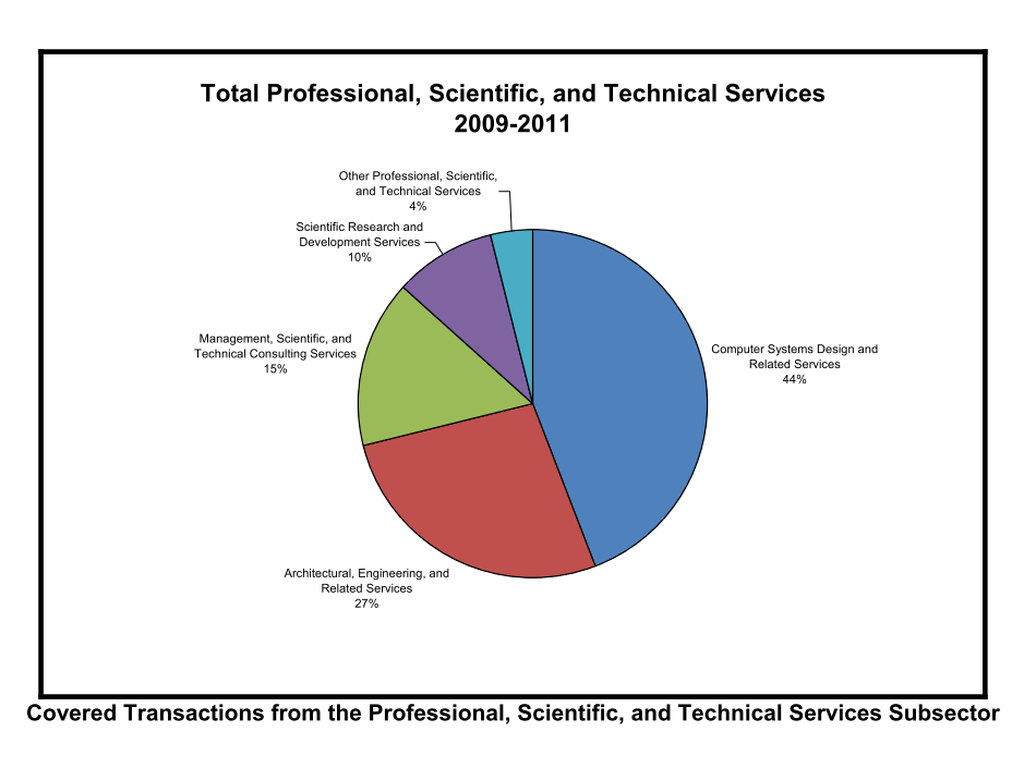 Total Professional, Scientific, and Technical Services
2009-2011
Other Professional, Scientific,
and Technical Services
4%
Scientific Research and
Development Services
10%
Management, Scientific, and
Technical Consulting Services
15%
Computer Systems Design and
Related Services
44%
Architectural, Engineering, and
Related Services
27%
Covered Transactions from the Professional, Scientific, and Technical Services Subsector